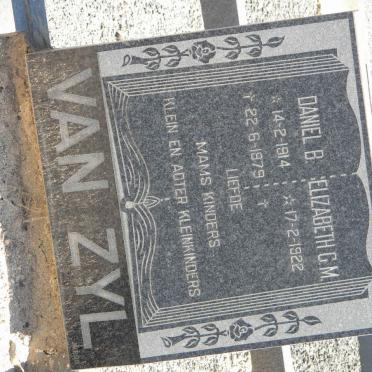 DANIEL B. ELIZABETH C.M.
☆ 14-2-1914 ☆ 17-2-1922
† 22-6-1979 †
LIEFDE
MAMS KINDERS
KLEIN EN AGTER KLEINKINDERS
VAN ZYL